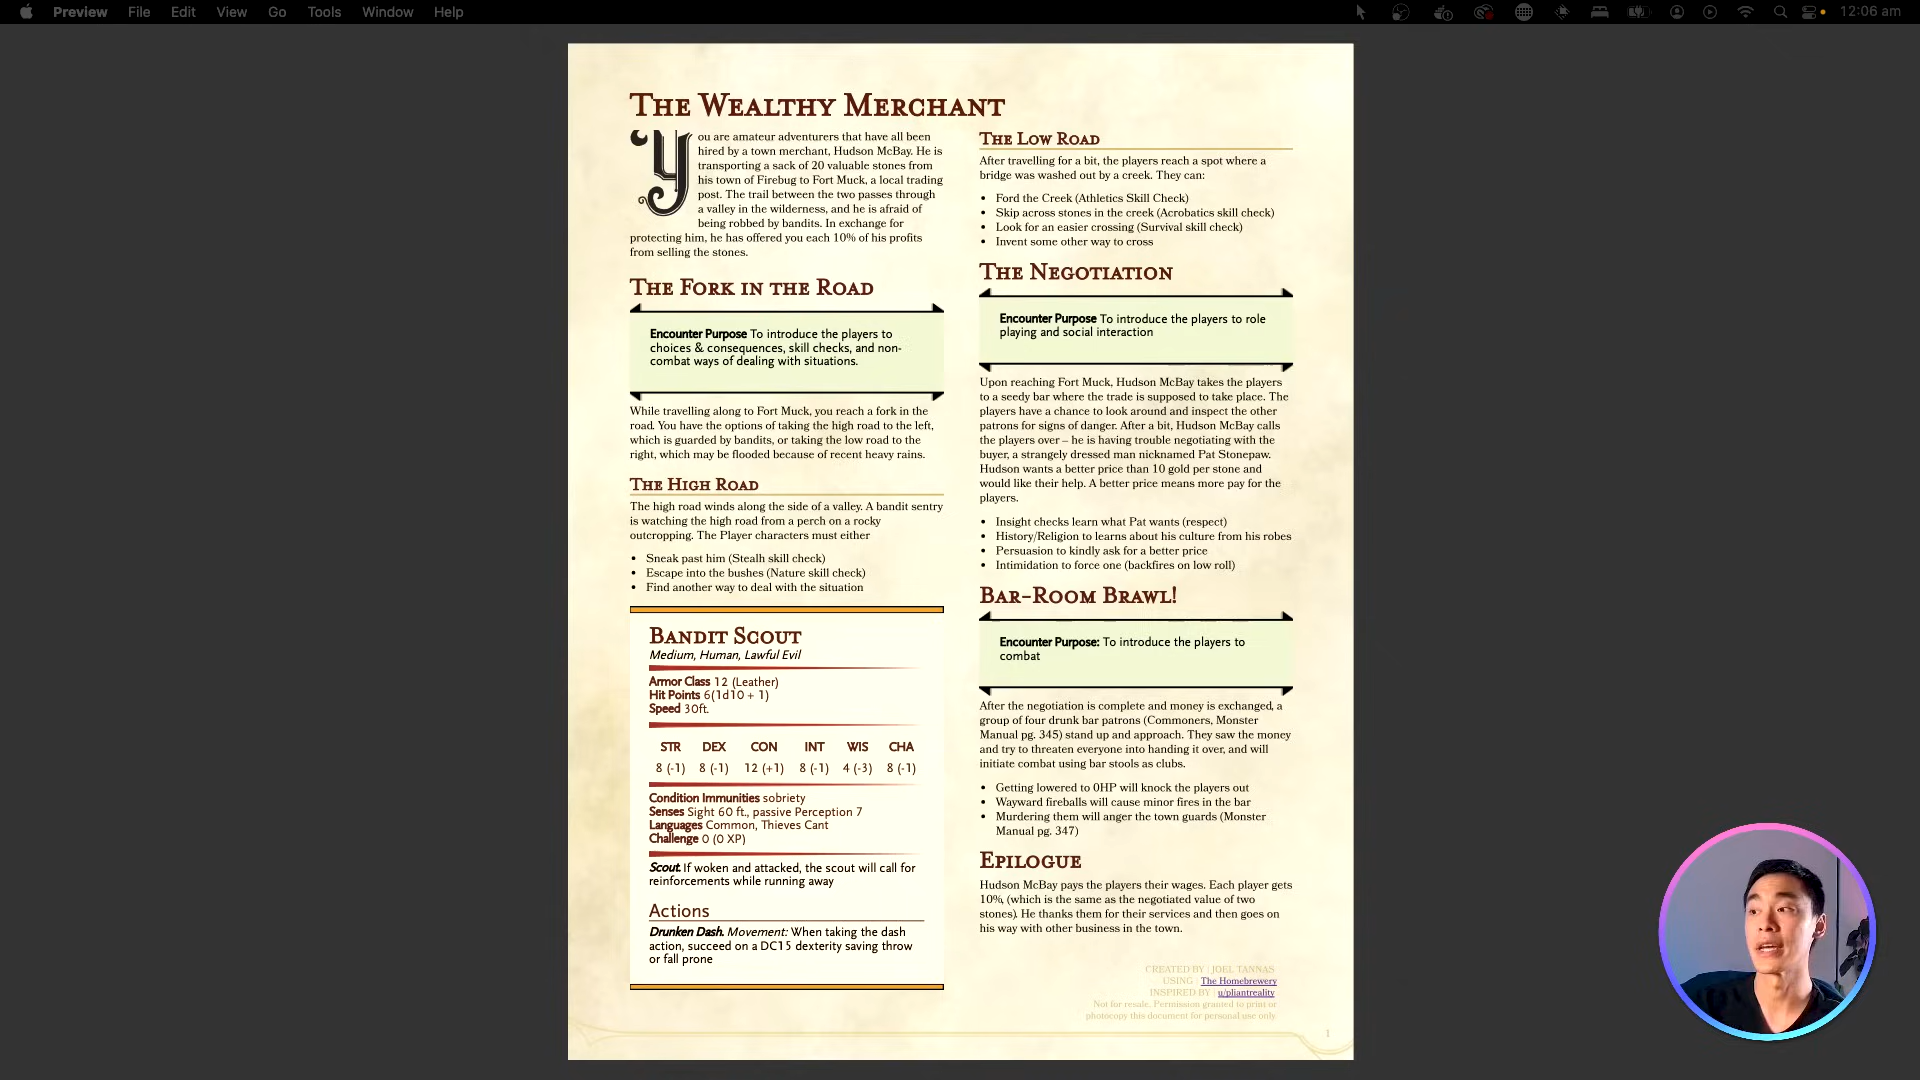 Preview File Edit View Go Tools Window Help 12:06 am
The Wealthy Merchant
You are amateur adventurers that have all been
hired by a town merchant, Hudson McBay. He is
transporting a sack of 20 valuable stones from
his town of Firebug to Fort Muck, a local trading
post. The trail between the two passes through
a valley in the wilderness, and he is afraid of
being robbed by bandits. In exchange for
protecting him, he has offered you each 10% of his profits
from selling the stones.
The Fork in the Road
Encounter Purpose To introduce the players to
choices & consequences, skill checks, and non-
combat ways of dealing with situations.
While travelling along to Fort Muck, you reach a fork in the
road. You have the options of taking the high road to the left,
which is guarded by bandits, or taking the low road to the
right, which may be flooded because of recent heavy rains.
The High Road
The high road winds along the side of a valley. A bandit sentry
is watching the high road from a perch on a rocky
outcropping. The Player characters must either
• Sneak past him (Stealh skill check)
• Escape into the bushes (Nature skill check)
• Find another way to deal with the situation
Bandit Scout
Medium, Human, Lawful Evil
Armor Class 12 (Leather)
Hit Points 6(1d10 + 1)
Speed 30ft.
STR DEX CON INT WIS CHA
8 (-1) 8 (-1) 12 (+1) 8 (-1) 4 (-3) 8 (-1)
Condition Immunities sobriety
Senses Sight 60 ft., passive Perception 7
Languages Common, Thieves Cant
Challenge 0 (0 XP)
Scout. If woken and attacked, the scout will call for
reinforcements while running away
Actions
Drunken Dash. Movement: When taking the dash
action, succeed on a DC15 dexterity saving throw
or fall prone
The Low Road
After travelling for a bit, the players reach a spot where a
bridge was washed out by a creek. They can:
• Ford the Creek (Athletics Skill Check)
• Skip across stones in the creek (Acrobatics skill check)
• Look for an easier crossing (Survival skill check)
• Invent some other way to cross
The Negotiation
Encounter Purpose To introduce the players to role
playing and social interaction
Upon reaching Fort Muck, Hudson McBay takes the players
to a seedy bar where the trade is supposed to take place. The
players have a chance to look around and inspect the other
patrons for signs of danger. After a bit, Hudson McBay calls
the players over – he is having trouble negotiating with the
buyer, a strangely dressed man nicknamed Pat Stonepaw.
Hudson wants a better price than 10 gold per stone and
would like their help. A better price means more pay for the
players.
• Insight checks learn what Pat wants (respect)
• History/Religion to learns about his culture from his robes
• Persuasion to kindly ask for a better price
• Intimidation to force one (backfires on low roll)
Bar-Room Brawl!
Encounter Purpose: To introduce the players to
combat
After the negotiation is complete and money is exchanged, a
group of four drunk bar patrons (Commoners, Monster
Manual pg. 345) stand up and approach. They saw the money
and try to threaten everyone into handing it over, and will
initiate combat using bar stools as clubs.
• Getting lowered to 0HP will knock the players out
• Wayward fireballs will cause minor fires in the bar
• Murdering them will anger the town guards (Monster
Manual pg. 347)
Epilogue
Hudson McBay pays the players their wages. Each player gets
10%, (which is the same as the negotiated value of two
stones). He thanks them for their services and then goes on
his way with other business in the town.
CREATED BY | JOEL TANNAS
USING | The Homebrewery
INSPIRED BY | u/pliantreality
Not for resale. Permission granted to print or
photocopy this document for personal use only.
1